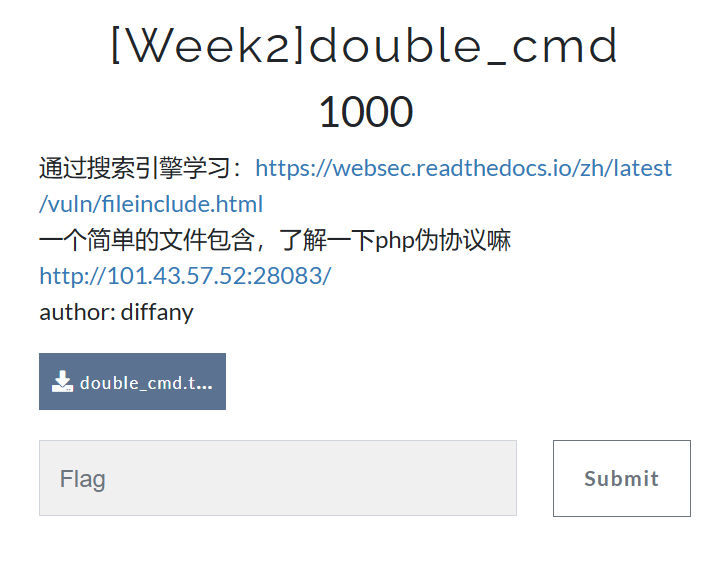 [Week2]double_cmd
1000
通过搜索引擎学习：https://websec.readthedocs.io/zh/latest
/vuln/fileinclude.html
一个简单的文件包含，了解一下php伪协议嘛
http://101.43.57.52:28083/
author: diffany
double_cmd.t...
Flag
Submit